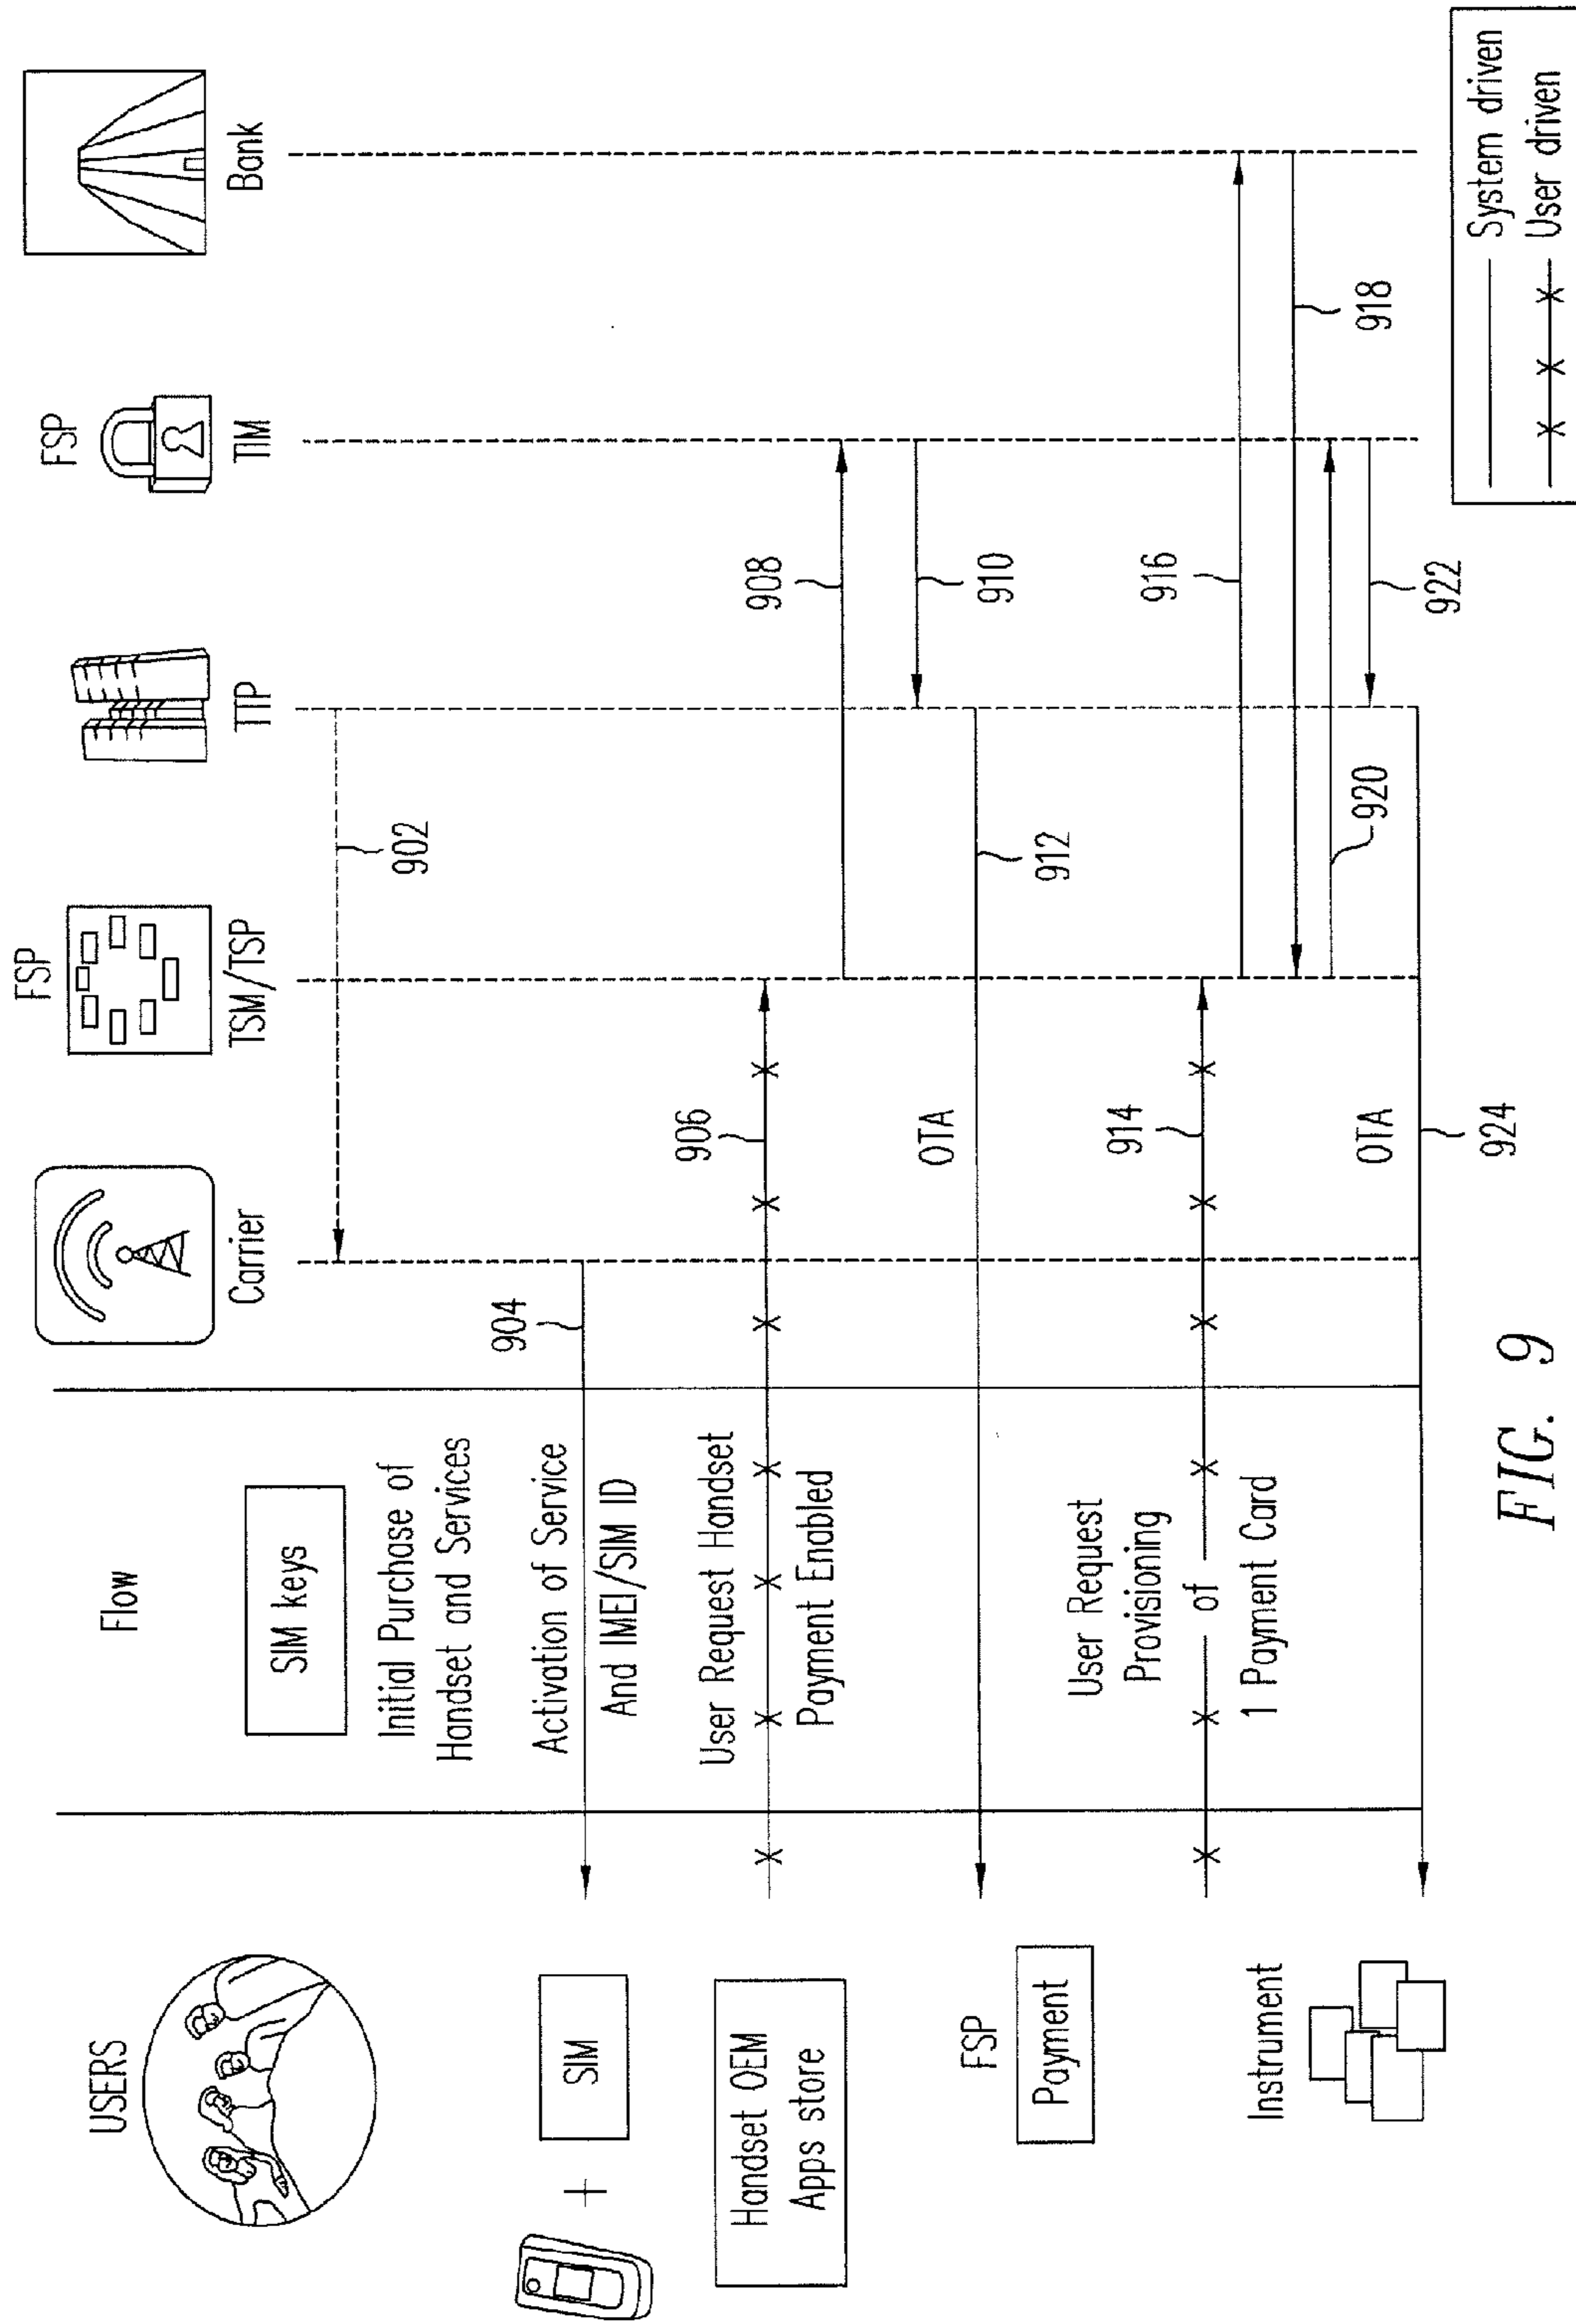 USERS
Flow
Carrier
FSP
TSM/TSP
TTP
FSP
TIM
Bank
SIM keys
Initial Purchase of
Handset and Services
902
+
SIM
Activation of Service
And IMEI/SIM ID
904
Handset OEM
Apps store
User Request Handset
Payment Enabled
906
908
910
OTA
912
FSP
Payment
User Request
Provisioning
of
1 Payment Card
914
916
918
Instrument
920
922
OTA
924
System driven
User driven
FIG. 9